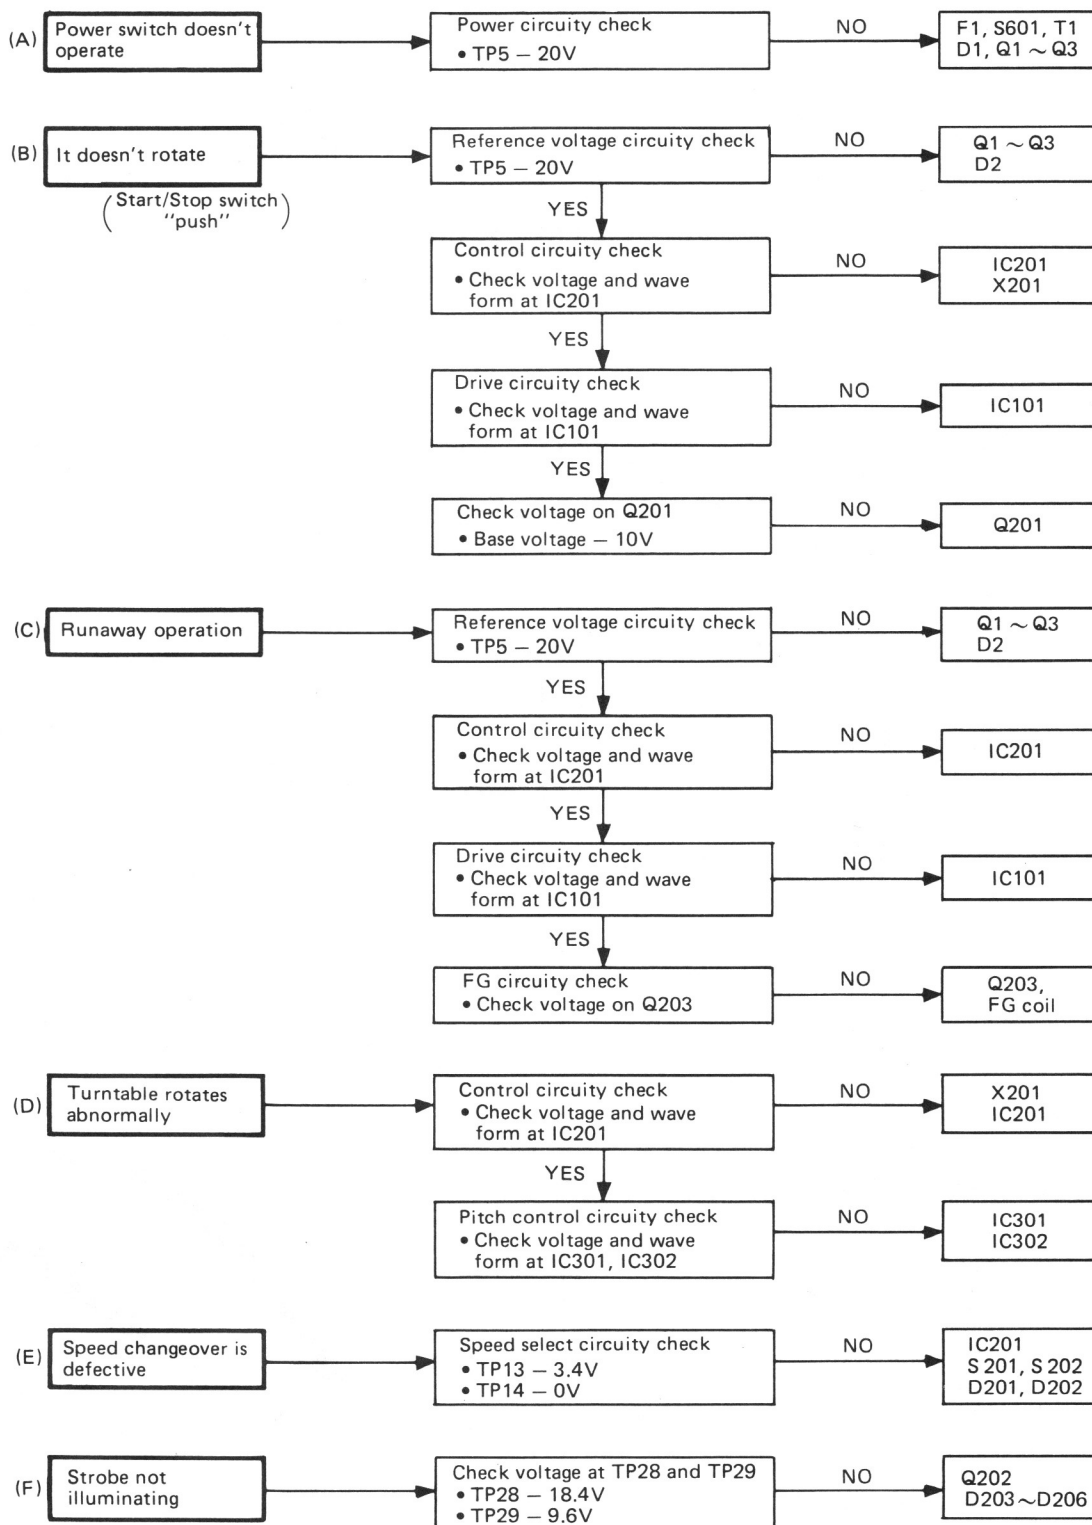 (A) Power switch doesn't
operate
Power circuity check
• TP5 — 20V
NO
F1, S601, T1
D1, Q1 ~ Q3
(B) It doesn't rotate
(Start/Stop switch
"push")
Reference voltage circuity check
• TP5 — 20V
NO
Q1 ~ Q3
D2
YES
Control circuity check
• Check voltage and wave
form at IC201
NO
IC201
X201
YES
Drive circuity check
• Check voltage and wave
form at IC101
NO
IC101
YES
Check voltage on Q201
• Base voltage — 10V
NO
Q201
(C) Runaway operation
Reference voltage circuity check
• TP5 — 20V
NO
Q1 ~ Q3
D2
YES
Control circuity check
• Check voltage and wave
form at IC201
NO
IC201
YES
Drive circuity check
• Check voltage and wave
form at IC101
NO
IC101
YES
FG circuity check
• Check voltage on Q203
NO
Q203,
FG coil
(D) Turntable rotates
abnormally
Control circuity check
• Check voltage and wave
form at IC201
NO
X201
IC201
YES
Pitch control circuity check
• Check voltage and wave
form at IC301, IC302
NO
IC301
IC302
(E) Speed changeover is
defective
Speed select circuity check
• TP13 — 3.4V
• TP14 — 0V
NO
IC201
S201, S202
D201, D202
(F) Strobe not
illuminating
Check voltage at TP28 and TP29
• TP28 — 18.4V
• TP29 — 9.6V
NO
Q202
D203~D206